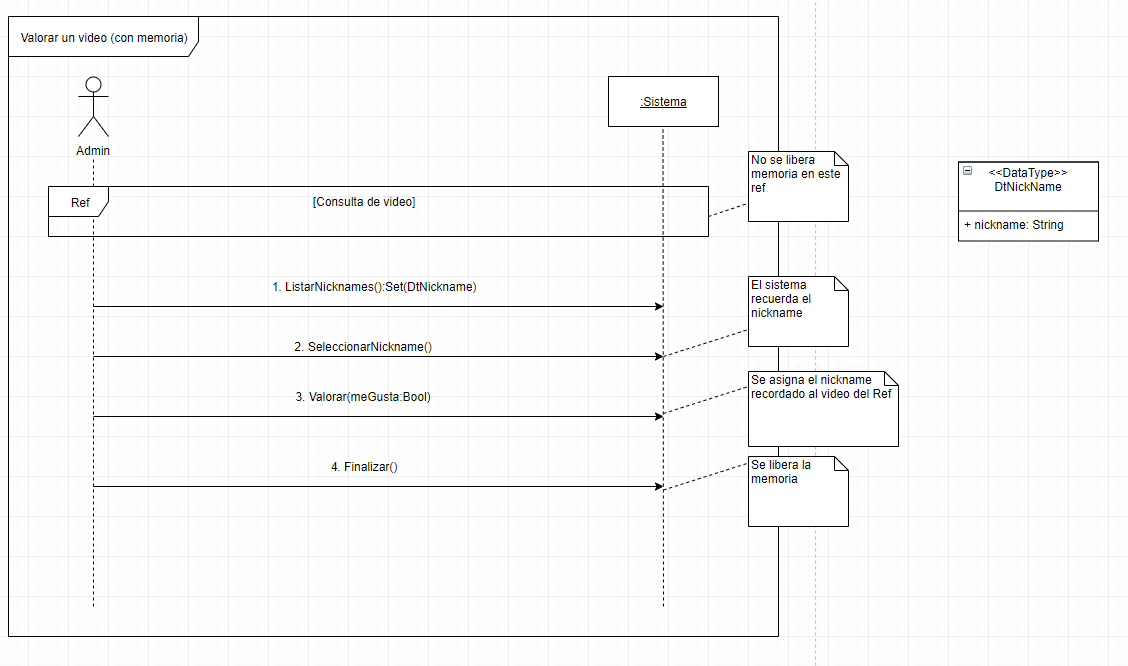 Valorar un video (con memoria)
Admin
:Sistema
No se libera
memoria en este
ref
<<DataType>>
DtNickName
+ nickname: String
Ref
[Consulta de video]
1. ListarNicknames():Set(DtNickname)
El sistema
recuerda el
nickname
2. SeleccionarNickname()
Se asigna el nickname
recordado al video del Ref
3. Valorar(meGusta:Bool)
4. Finalizar()
Se libera la
memoria